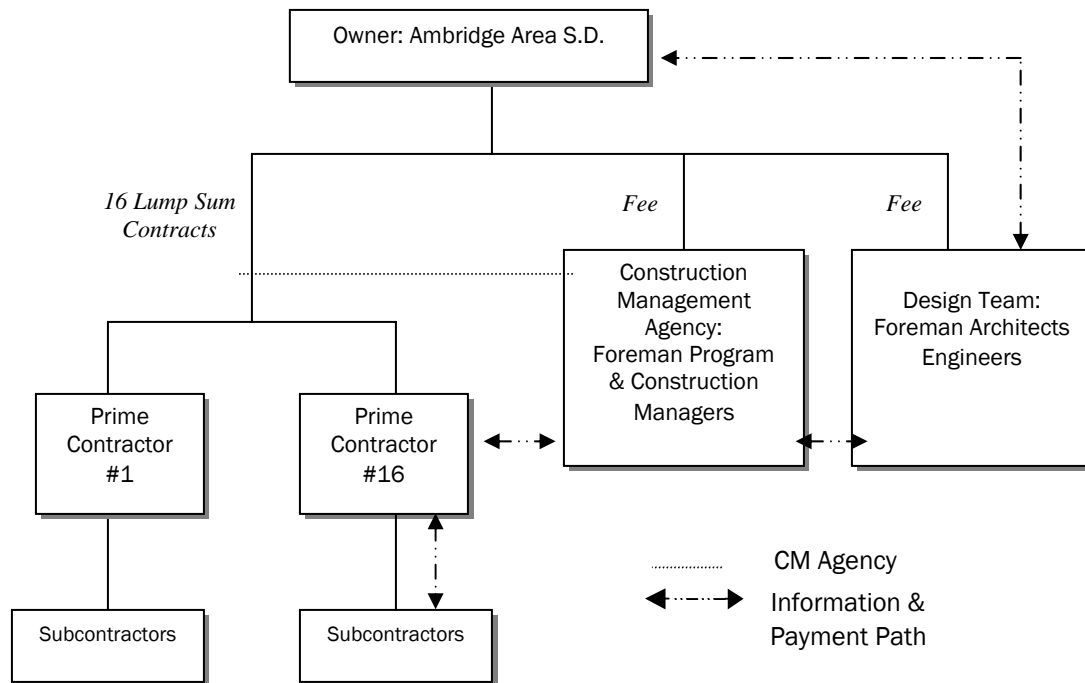 Owner: Ambridge Area S.D.
16 Lump Sum
Contracts
Fee
Fee
Construction
Management
Agency:
Foreman Program
& Construction
Managers
Design Team:
Foreman Architects
Engineers
Prime
Contractor
#1
Prime
Contractor
#16
Subcontractors
Subcontractors
CM Agency
Information &
Payment Path